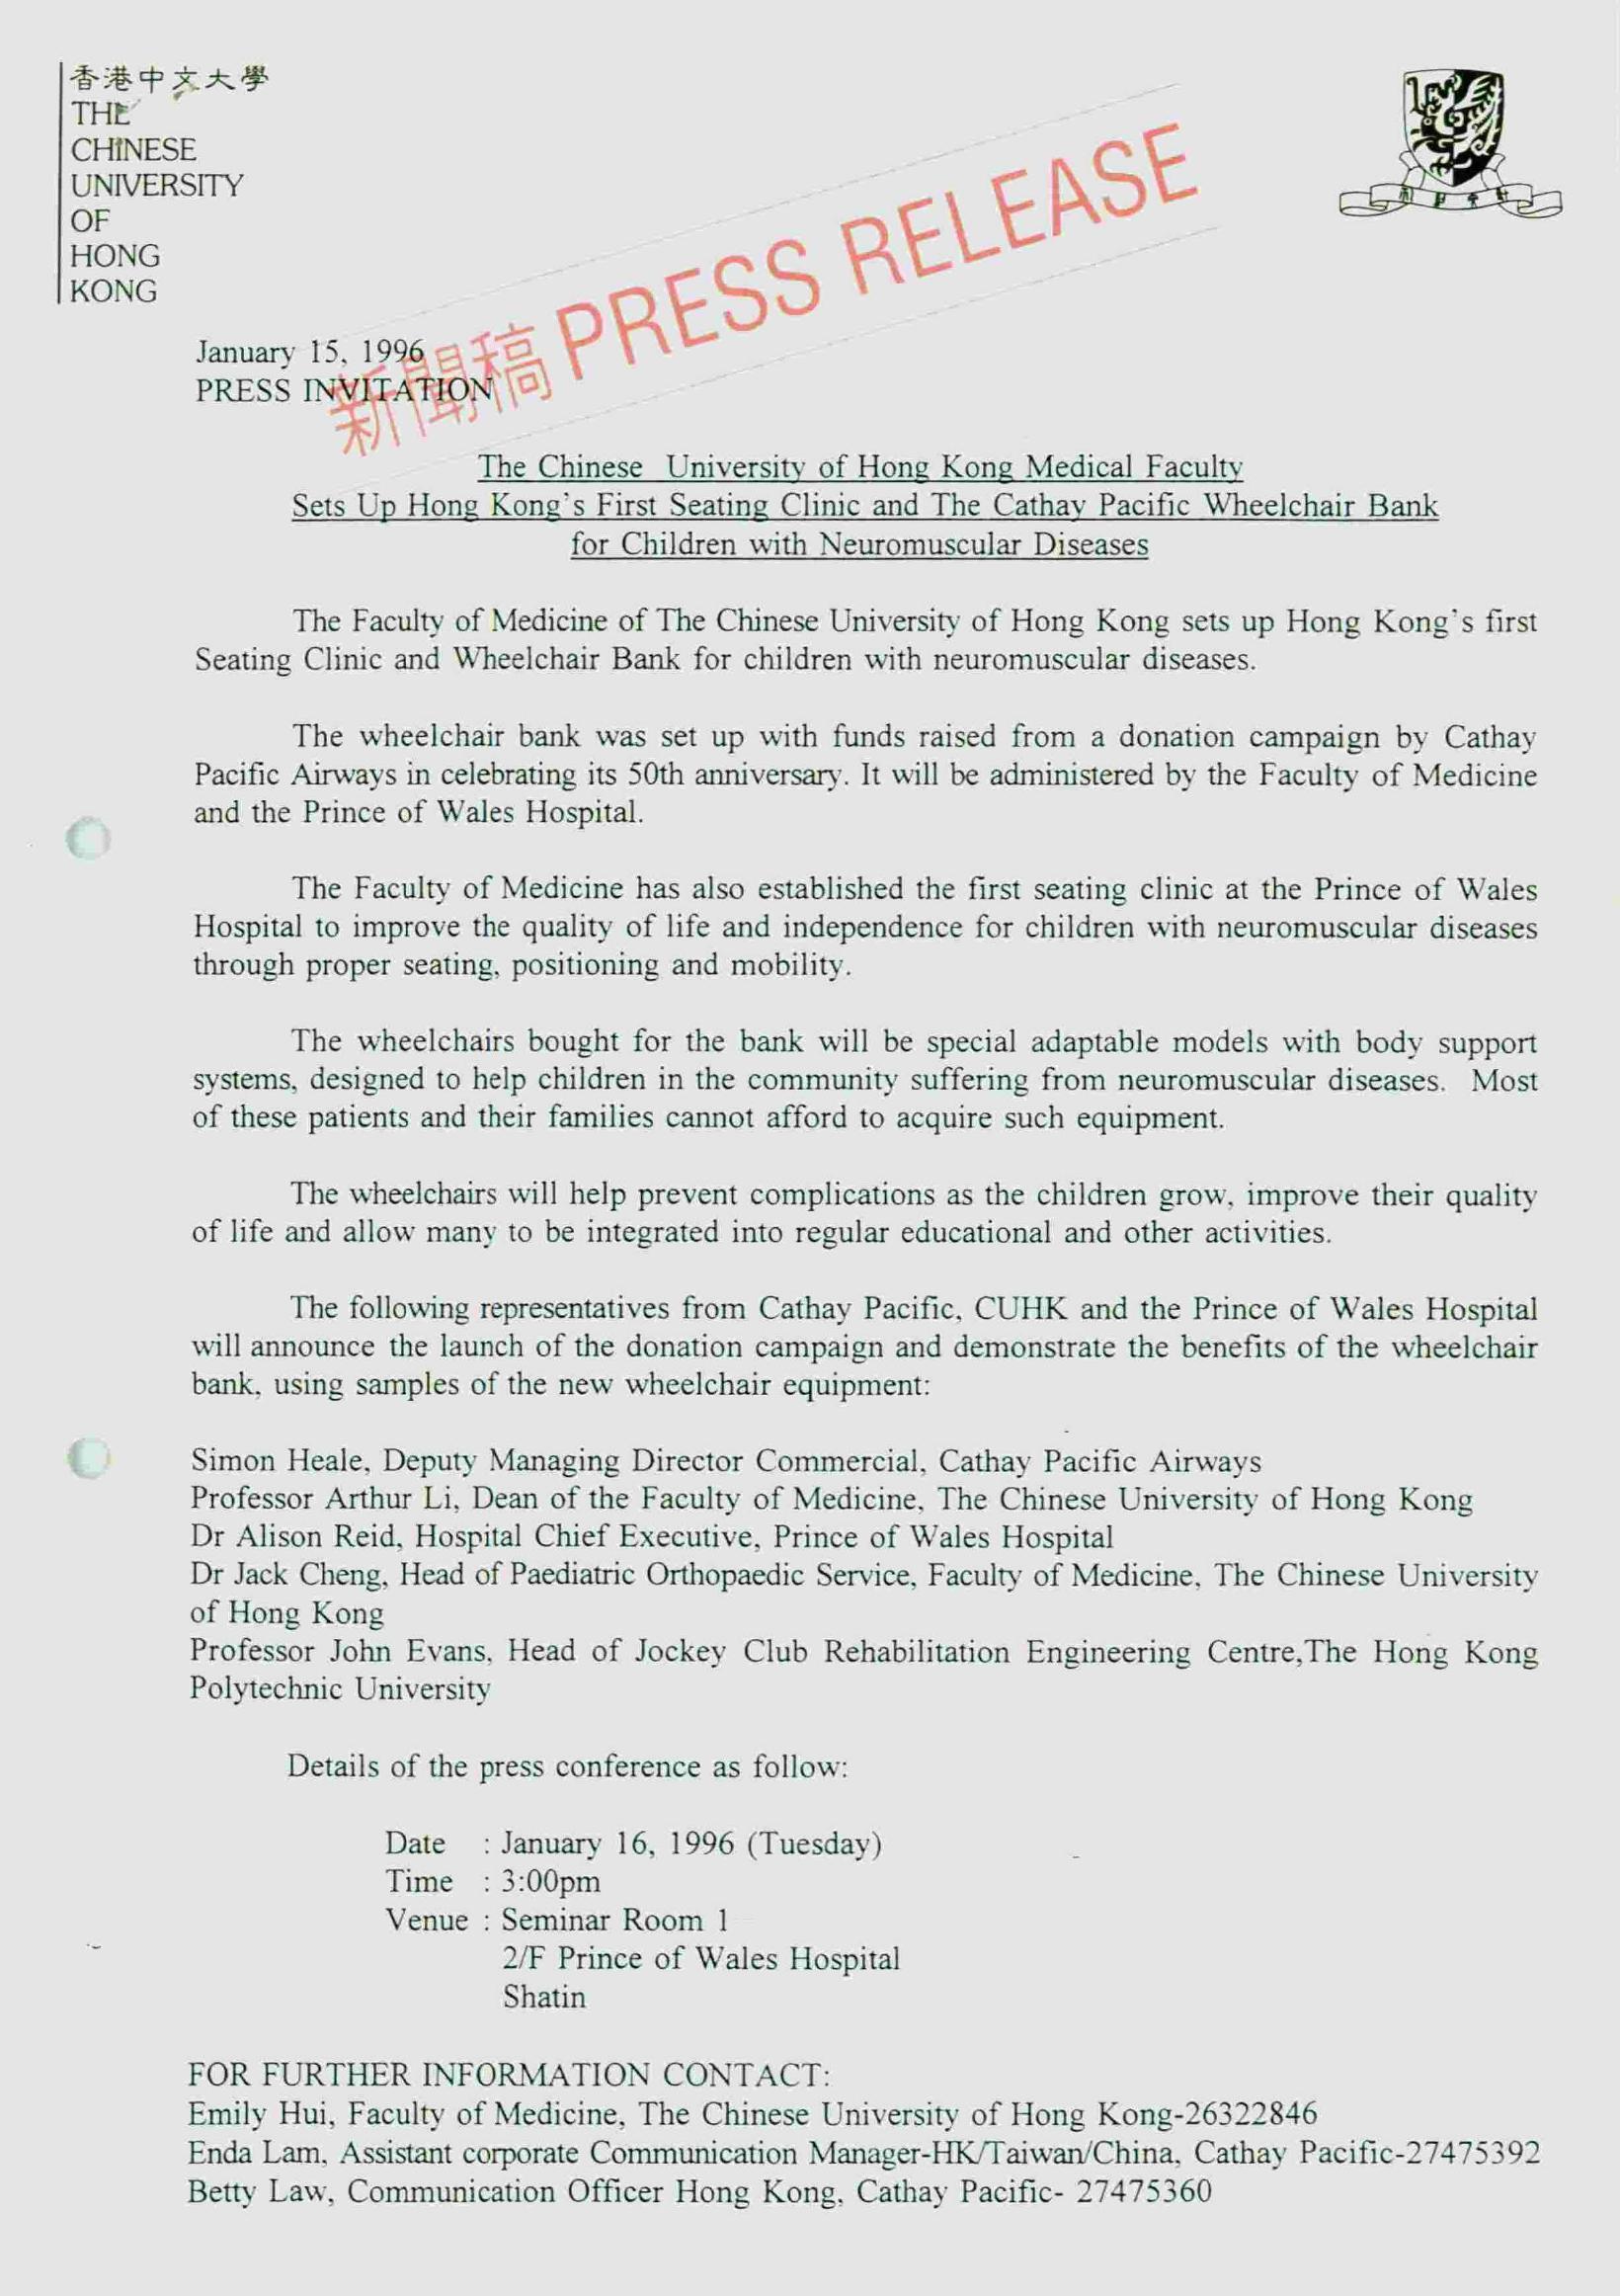 香港中文大學
THE
CHINESE
UNIVERSITY
OF
HONG
KONG
新聞稿 PRESS RELEASE
January 15, 1996
PRESS INVITATION
The Chinese University of Hong Kong Medical Faculty
Sets Up Hong Kong's First Seating Clinic and The Cathay Pacific Wheelchair Bank
for Children with Neuromuscular Diseases
The Faculty of Medicine of The Chinese University of Hong Kong sets up Hong Kong's first
Seating Clinic and Wheelchair Bank for children with neuromuscular diseases.
The wheelchair bank was set up with funds raised from a donation campaign by Cathay
Pacific Airways in celebrating its 50th anniversary. It will be administered by the Faculty of Medicine
and the Prince of Wales Hospital.
The Faculty of Medicine has also established the first seating clinic at the Prince of Wales
Hospital to improve the quality of life and independence for children with neuromuscular diseases
through proper seating, positioning and mobility.
The wheelchairs bought for the bank will be special adaptable models with body support
systems, designed to help children in the community suffering from neuromuscular diseases. Most
of these patients and their families cannot afford to acquire such equipment.
The wheelchairs will help prevent complications as the children grow, improve their quality
of life and allow many to be integrated into regular educational and other activities.
The following representatives from Cathay Pacific, CUHK and the Prince of Wales Hospital
will announce the launch of the donation campaign and demonstrate the benefits of the wheelchair
bank, using samples of the new wheelchair equipment:
Simon Heale, Deputy Managing Director Commercial, Cathay Pacific Airways
Professor Arthur Li, Dean of the Faculty of Medicine, The Chinese University of Hong Kong
Dr Alison Reid, Hospital Chief Executive, Prince of Wales Hospital
Dr Jack Cheng, Head of Paediatric Orthopaedic Service, Faculty of Medicine, The Chinese University
of Hong Kong
Professor John Evans, Head of Jockey Club Rehabilitation Engineering Centre,The Hong Kong
Polytechnic University
Details of the press conference as follow:
Date : January 16, 1996 (Tuesday)
Time : 3:00pm
Venue : Seminar Room 1
2/F Prince of Wales Hospital
Shatin
FOR FURTHER INFORMATION CONTACT:
Emily Hui, Faculty of Medicine, The Chinese University of Hong Kong-26322846
Enda Lam, Assistant corporate Communication Manager-HK/Taiwan/China, Cathay Pacific-27475392
Betty Law, Communication Officer Hong Kong, Cathay Pacific- 27475360